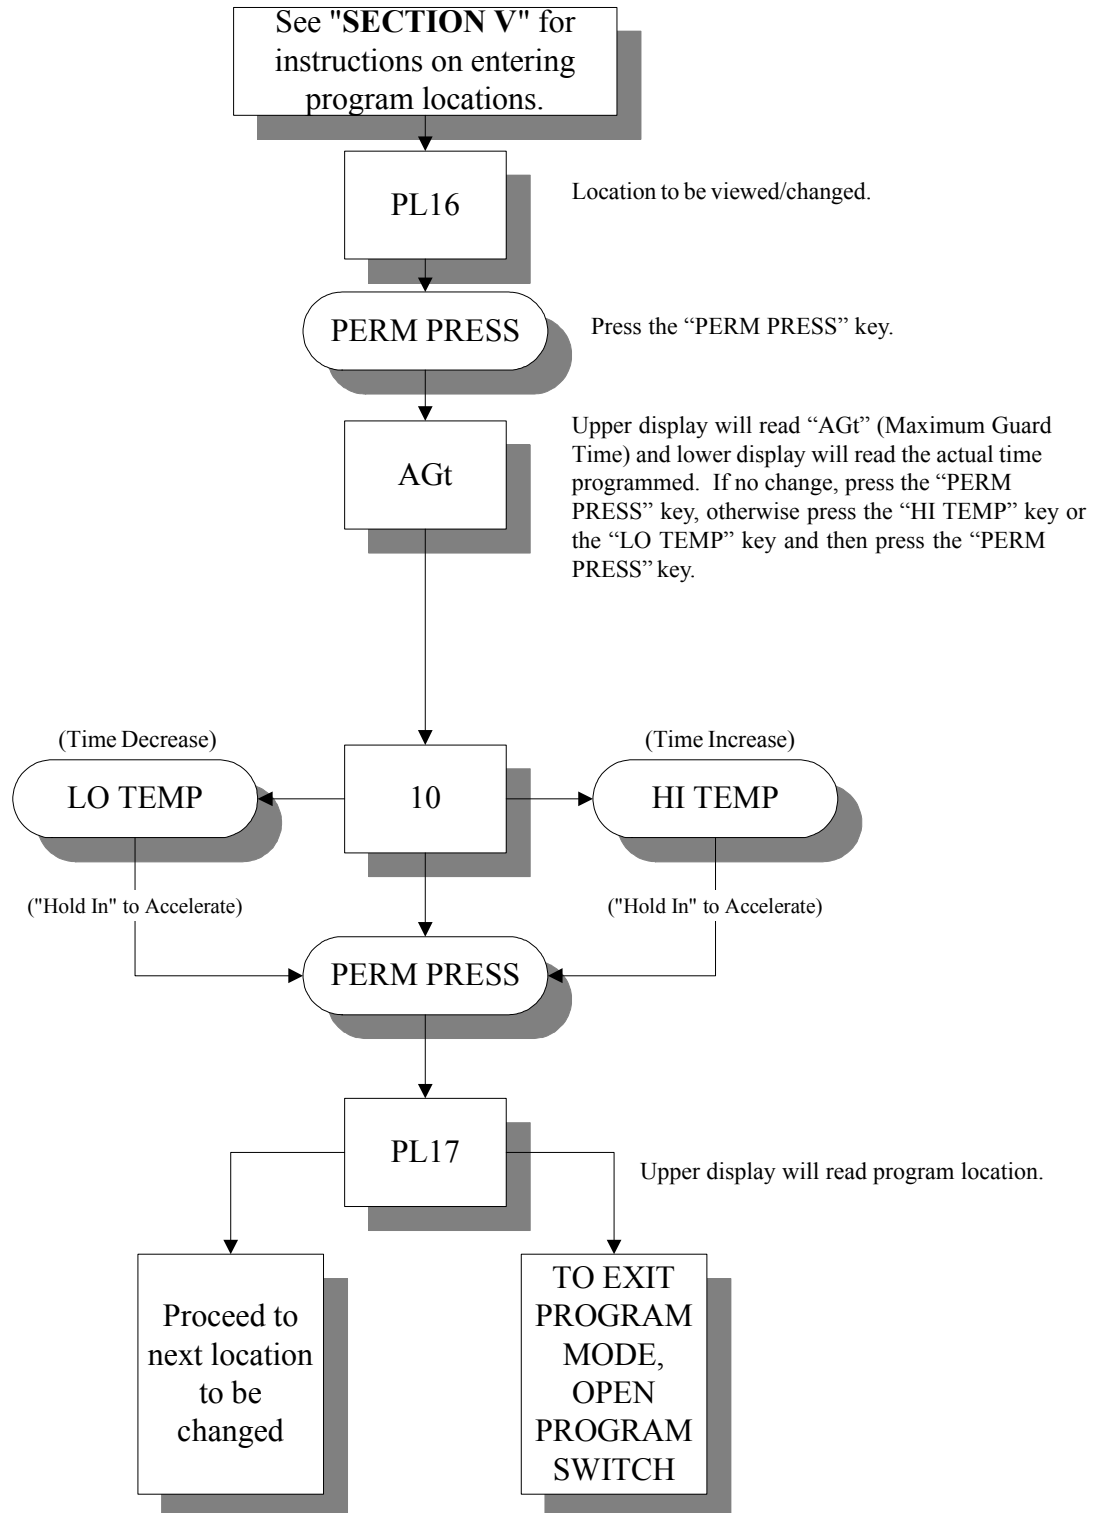 See "SECTION V" for
instructions on entering
program locations.
PL16
Location to be viewed/changed.
PERM PRESS
Press the “PERM PRESS” key.
AGt
Upper display will read “AGt” (Maximum Guard
Time) and lower display will read the actual time
programmed.  If no change, press the “PERM
PRESS” key, otherwise press the “HI TEMP” key or
the “LO TEMP” key and then press the “PERM
PRESS” key.
(Time Decrease)
(Time Increase)
LO TEMP
10
HI TEMP
("Hold In" to Accelerate)
("Hold In" to Accelerate)
PERM PRESS
PL17
Upper display will read program location.
Proceed to
next location
to be
changed
TO EXIT
PROGRAM
MODE,
OPEN
PROGRAM
SWITCH